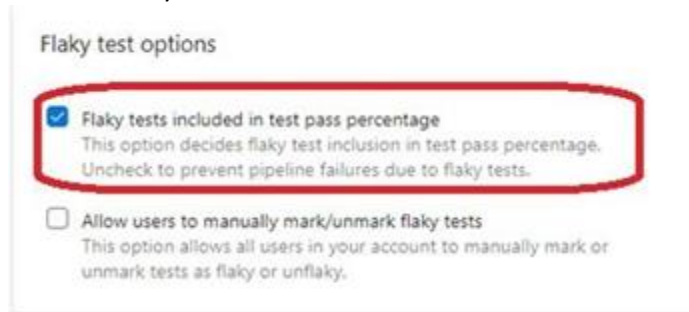 Flaky test options
Flaky tests included in test pass percentage
This option decides flaky test inclusion in test pass percentage.
Uncheck to prevent pipeline failures due to flaky tests.
Allow users to manually mark/unmark flaky tests
This option allows all users in your account to manually mark or
unmark tests as flaky or unflaky.